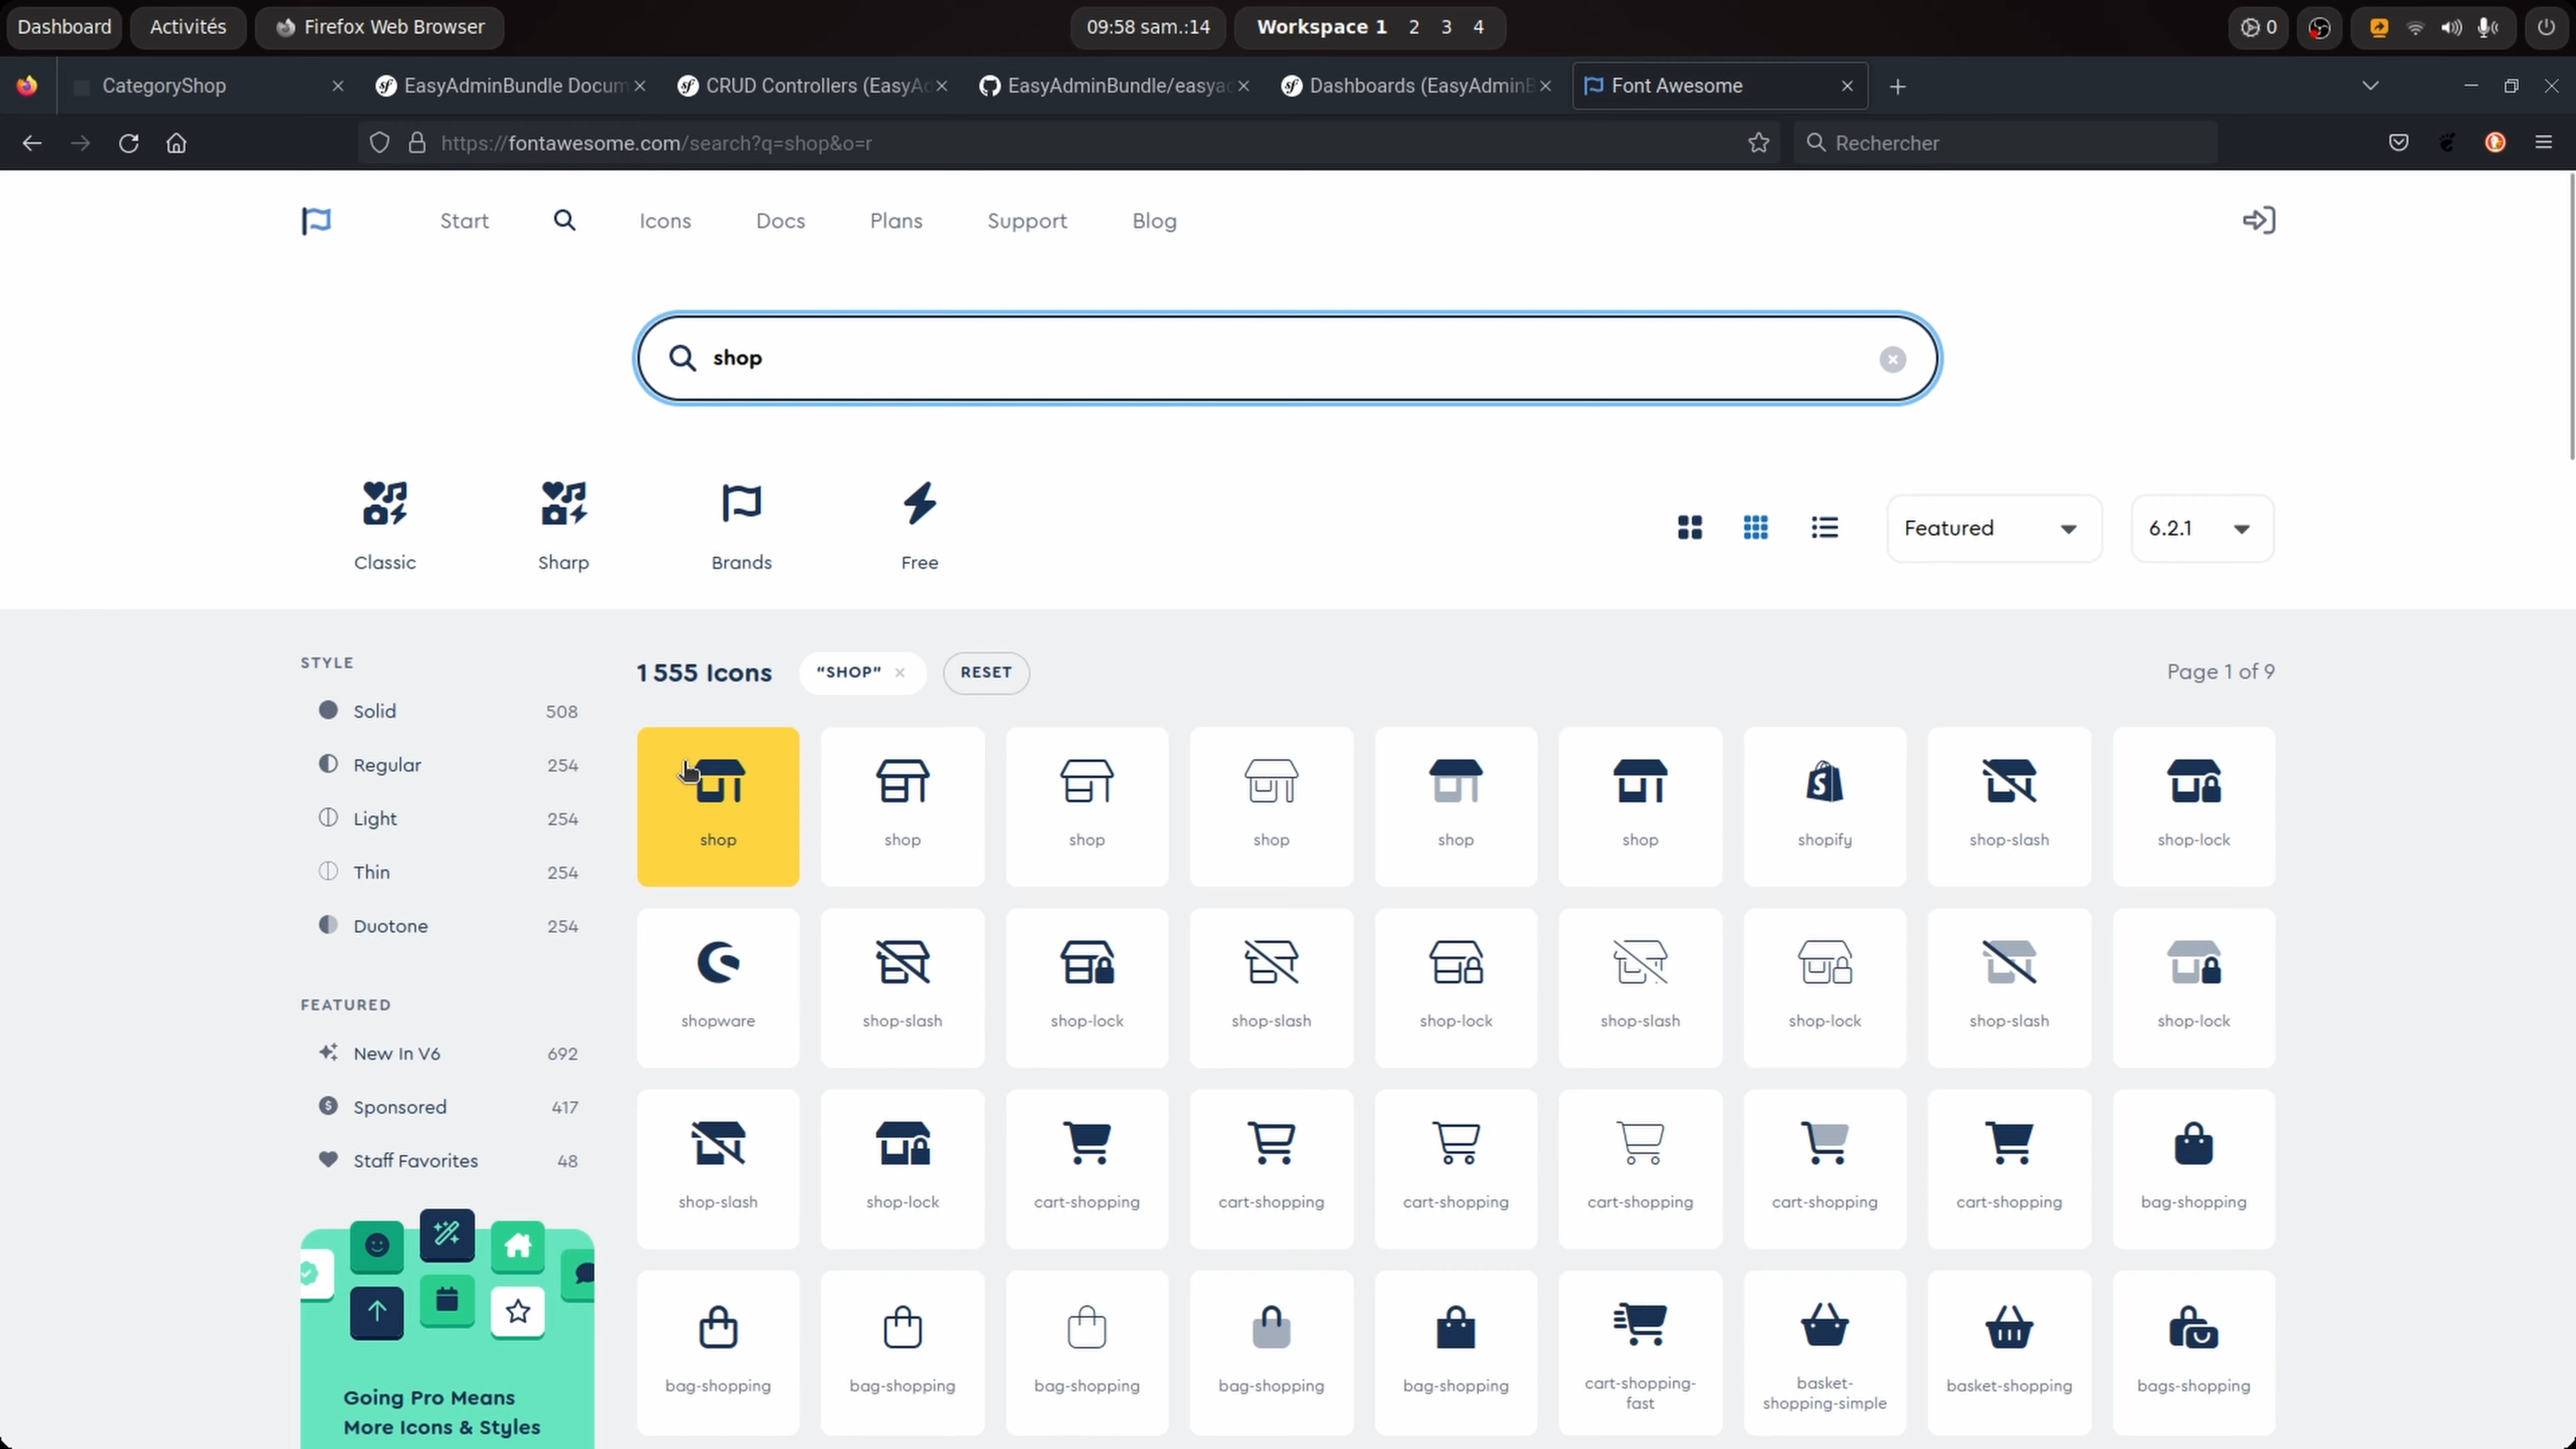 Dashboard
Activités
Firefox Web Browser
09:58 sam.:14
Workspace 1 2 3 4
0
CategoryShop
EasyAdminBundle Docum
CRUD Controllers (EasyAd
EasyAdminBundle/easyad
Dashboards (EasyAdminB
Font Awesome
https://fontawesome.com/search?q=shop&o=r
Rechercher
Start
Icons
Docs
Plans
Support
Blog
shop
Classic
Sharp
Brands
Free
Featured
6.2.1
STYLE
Solid 508
Regular 254
Light 254
Thin 254
Duotone 254
FEATURED
New In V6 692
Sponsored 417
Staff Favorites 48
Going Pro Means
More Icons & Styles
1 555 Icons
“SHOP”
RESET
Page 1 of 9
shop
shop
shop
shop
shop
shop
shopify
shop-slash
shop-lock
shopware
shop-slash
shop-lock
shop-slash
shop-lock
shop-slash
shop-lock
shop-slash
shop-lock
shop-slash
shop-lock
cart-shopping
cart-shopping
cart-shopping
cart-shopping
cart-shopping
cart-shopping
bag-shopping
bag-shopping
bag-shopping
bag-shopping
bag-shopping
bag-shopping
cart-shopping-
fast
basket-
shopping-simple
basket-shopping
bags-shopping